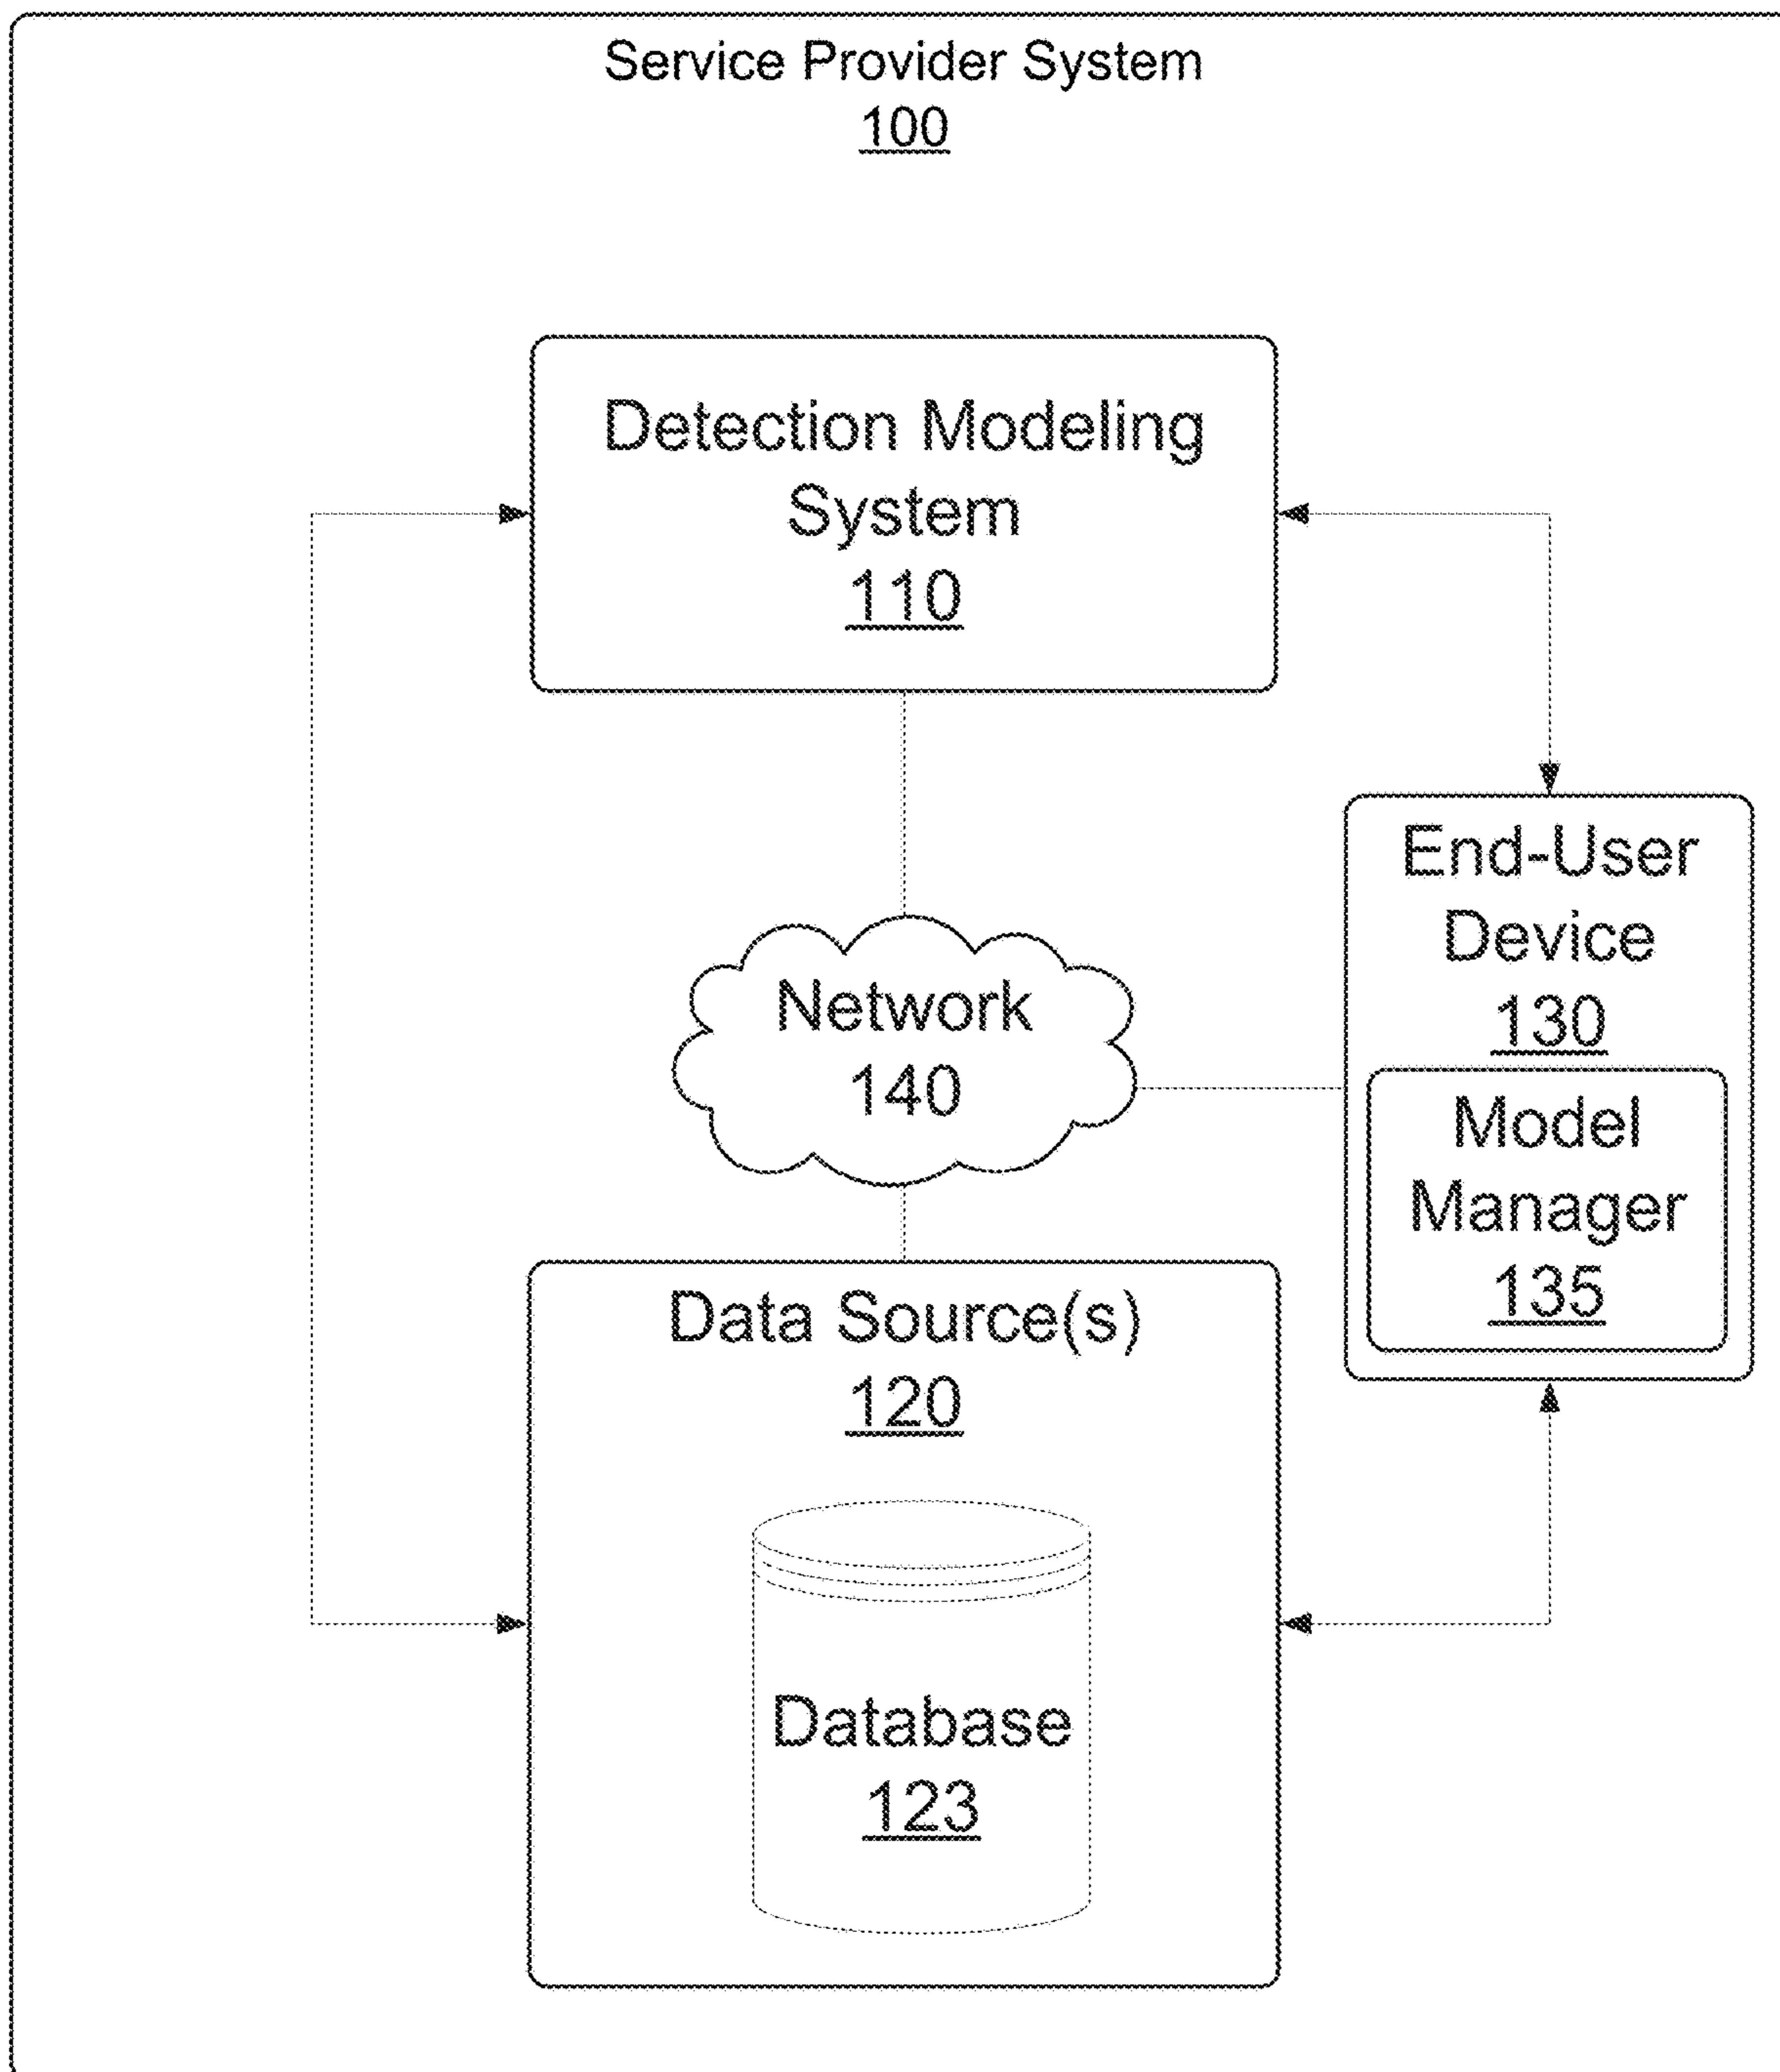 Service Provider System
100
Detection Modeling
System
110
End-User
Device
130
Network
140
Model
Manager
135
Data Source(s)
120
Database
123